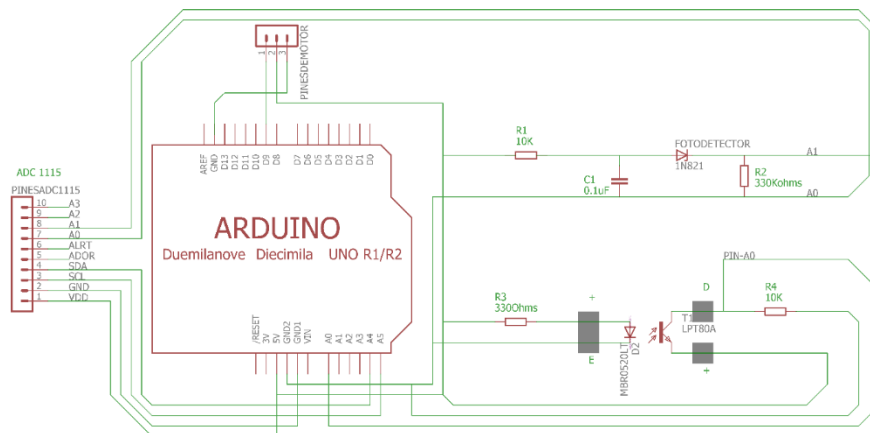 1
2
3
PINESDEMOTOR
AREF
GND
D13
D12
D11
D10
D9
D8
D7
D6
D5
D4
D3
D2
D1
D0
R1
10K
FOTODETECTOR
1N821
A1
C1
0.1uF
R2
330Kohms
A0
ADC 1115
PINESADC1115
10 A3
9 A2
8 A1
7 A0
6 ALRT
5 ADOR
4 SDA
3 SCL
2 GND
1 VDD
ARDUINO
Duemilanove Diecimila UNO R1/R2
/RESET
3V
5V
GND2
GND1
VIN
A0
A1
A2
A3
A4
A5
R3
330Ohms
+
E
MBR0520LT
D2
T1
LPT80A
D
+
PIN-A0
R4
10K